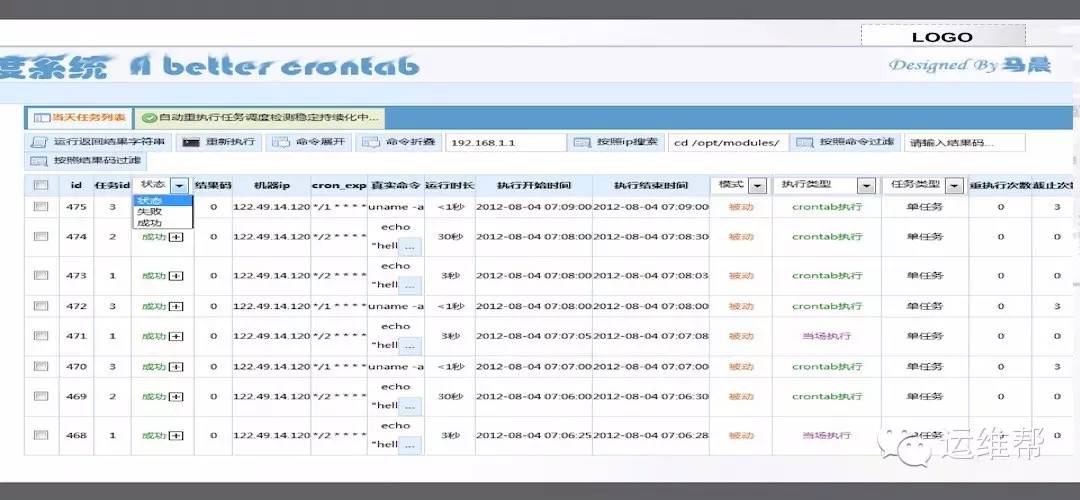 LOGO
度系统 A better crontab
Designed By 马晨
当天任务列表 自动重执行任务调度检测稳定持续化中...
运行返回结果字符串 重新执行 命令展开 命令折叠 192.168.1.1 按照ip搜索 cd /opt/modules/ 按照命令过滤 请输入结果码...
按照结果码过滤
id 任务id 状态 结果码 机器ip cron_exp 真实命令 运行时长 执行开始时间 执行结束时间 模式 执行类型 任务类型 重执行次数 截止次
状态
失败
成功
475 3 0 122.49.14.120 */1 * * * * uname -a <1秒 2012-08-04 07:09:00 2012-08-04 07:09:00 被动 crontab执行 单任务 0 3
474 2 成功 0 122.49.14.120 */2 * * * * echo "hell ... 30秒 2012-08-04 07:08:00 2012-08-04 07:08:30 被动 crontab执行 单任务 0 0
473 1 成功 0 122.49.14.120 */2 * * * * echo "hell ... 3秒 2012-08-04 07:08:00 2012-08-04 07:08:03 被动 crontab执行 单任务 0 0
472 3 成功 0 122.49.14.120 */1 * * * * uname -a <1秒 2012-08-04 07:08:00 2012-08-04 07:08:00 被动 crontab执行 单任务 0 3
471 1 成功 0 122.49.14.120 */2 * * * * echo "hell ... 3秒 2012-08-04 07:07:05 2012-08-04 07:07:08 被动 当场执行 单任务 0 0
470 3 成功 0 122.49.14.120 */1 * * * * uname -a <1秒 2012-08-04 07:07:00 2012-08-04 07:07:00 被动 crontab执行 单任务 0 3
469 2 成功 0 122.49.14.120 */2 * * * * echo "hell ... 30秒 2012-08-04 07:06:00 2012-08-04 07:06:30 被动 crontab执行 单任务 0 0
468 1 成功 0 122.49.14.120 */2 * * * * echo "hell ... 3秒 2012-08-04 07:06:25 2012-08-04 07:06:28 被动 当场执行 任务 0 0
运维帮